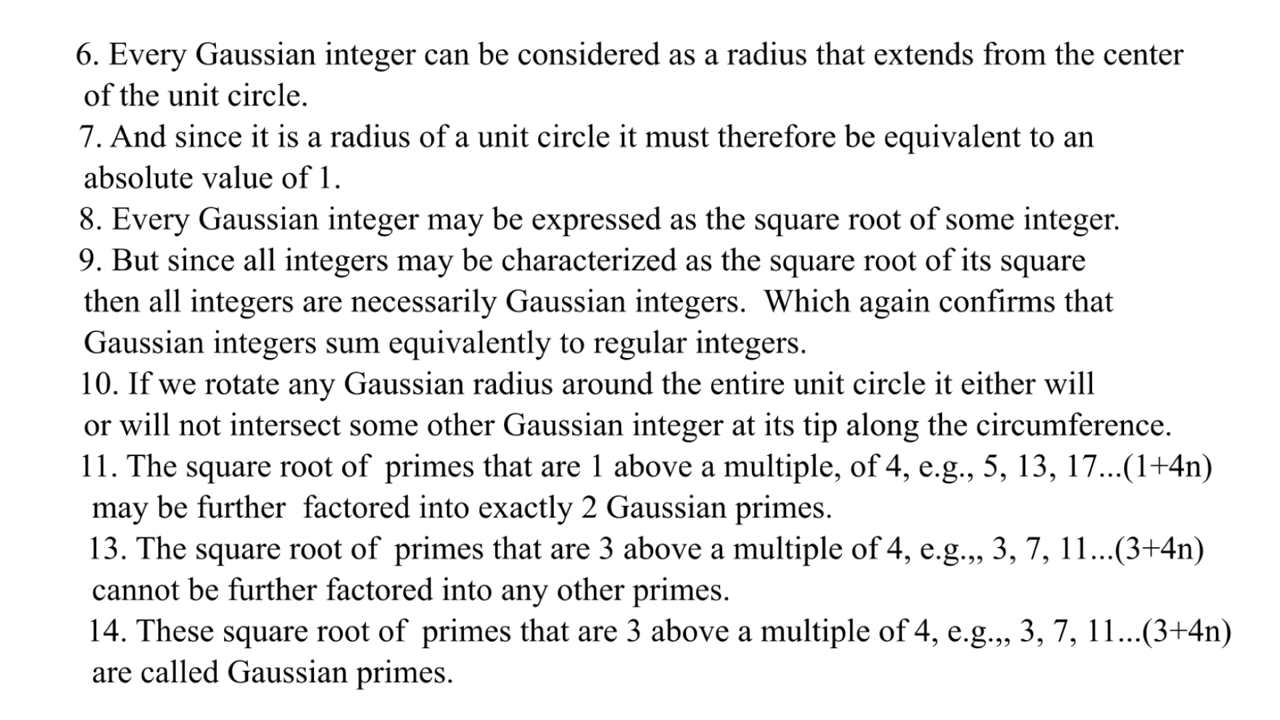 6. Every Gaussian integer can be considered as a radius that extends from the center
of the unit circle.
7. And since it is a radius of a unit circle it must therefore be equivalent to an
absolute value of 1.
8. Every Gaussian integer may be expressed as the square root of some integer.
9. But since all integers may be characterized as the square root of its square
then all integers are necessarily Gaussian integers.  Which again confirms that
Gaussian integers sum equivalently to regular integers.
10. If we rotate any Gaussian radius around the entire unit circle it either will
or will not intersect some other Gaussian integer at its tip along the circumference.
11. The square root of  primes that are 1 above a multiple, of 4, e.g., 5, 13, 17...(1+4n)
may be further  factored into exactly 2 Gaussian primes.
13. The square root of  primes that are 3 above a multiple of 4, e.g.,,, 3, 7, 11...(3+4n)
cannot be further factored into any other primes.
14. These square root of  primes that are 3 above a multiple of 4, e.g.,,, 3, 7, 11...(3+4n)
are called Gaussian primes.